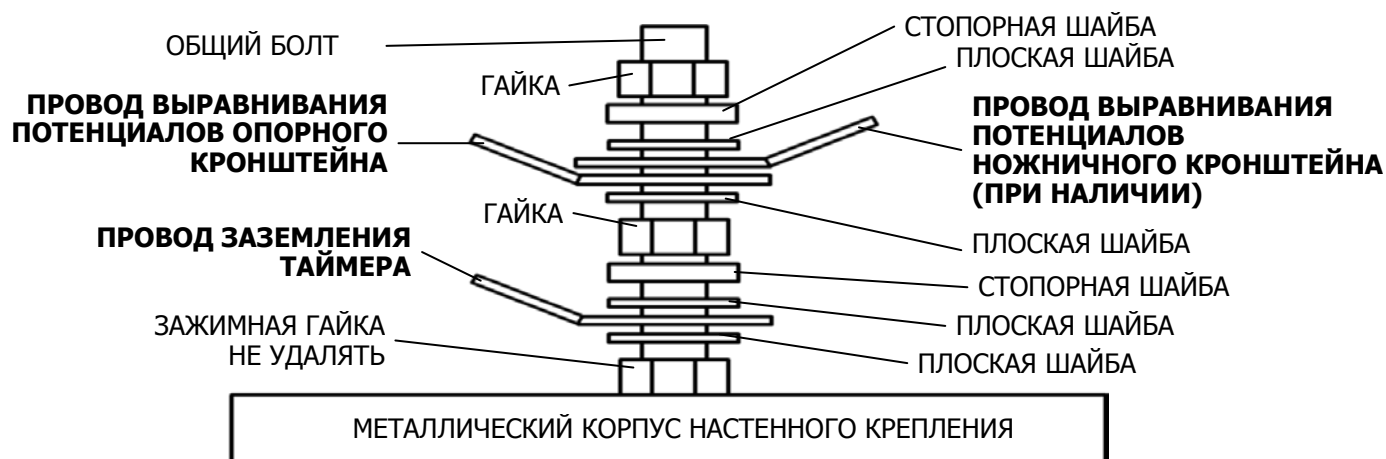 ОБЩИЙ БОЛТ
СТОПОРНАЯ ШАЙБА
ПЛОСКАЯ ШАЙБА
ГАЙКА
ПРОВОД ВЫРАВНИВАНИЯ
ПОТЕНЦИАЛОВ ОПОРНОГО
КРОНШТЕЙНА
ПРОВОД ВЫРАВНИВАНИЯ
ПОТЕНЦИАЛОВ
НОЖНИЧНОГО КРОНШТЕЙНА
(ПРИ НАЛИЧИИ)
ГАЙКА
ПЛОСКАЯ ШАЙБА
ПРОВОД ЗАЗЕМЛЕНИЯ
ТАЙМЕРА
СТОПОРНАЯ ШАЙБА
ПЛОСКАЯ ШАЙБА
ЗАЖИМНАЯ ГАЙКА
НЕ УДАЛЯТЬ
ПЛОСКАЯ ШАЙБА
МЕТАЛЛИЧЕСКИЙ КОРПУС НАСТЕННОГО КРЕПЛЕНИЯ